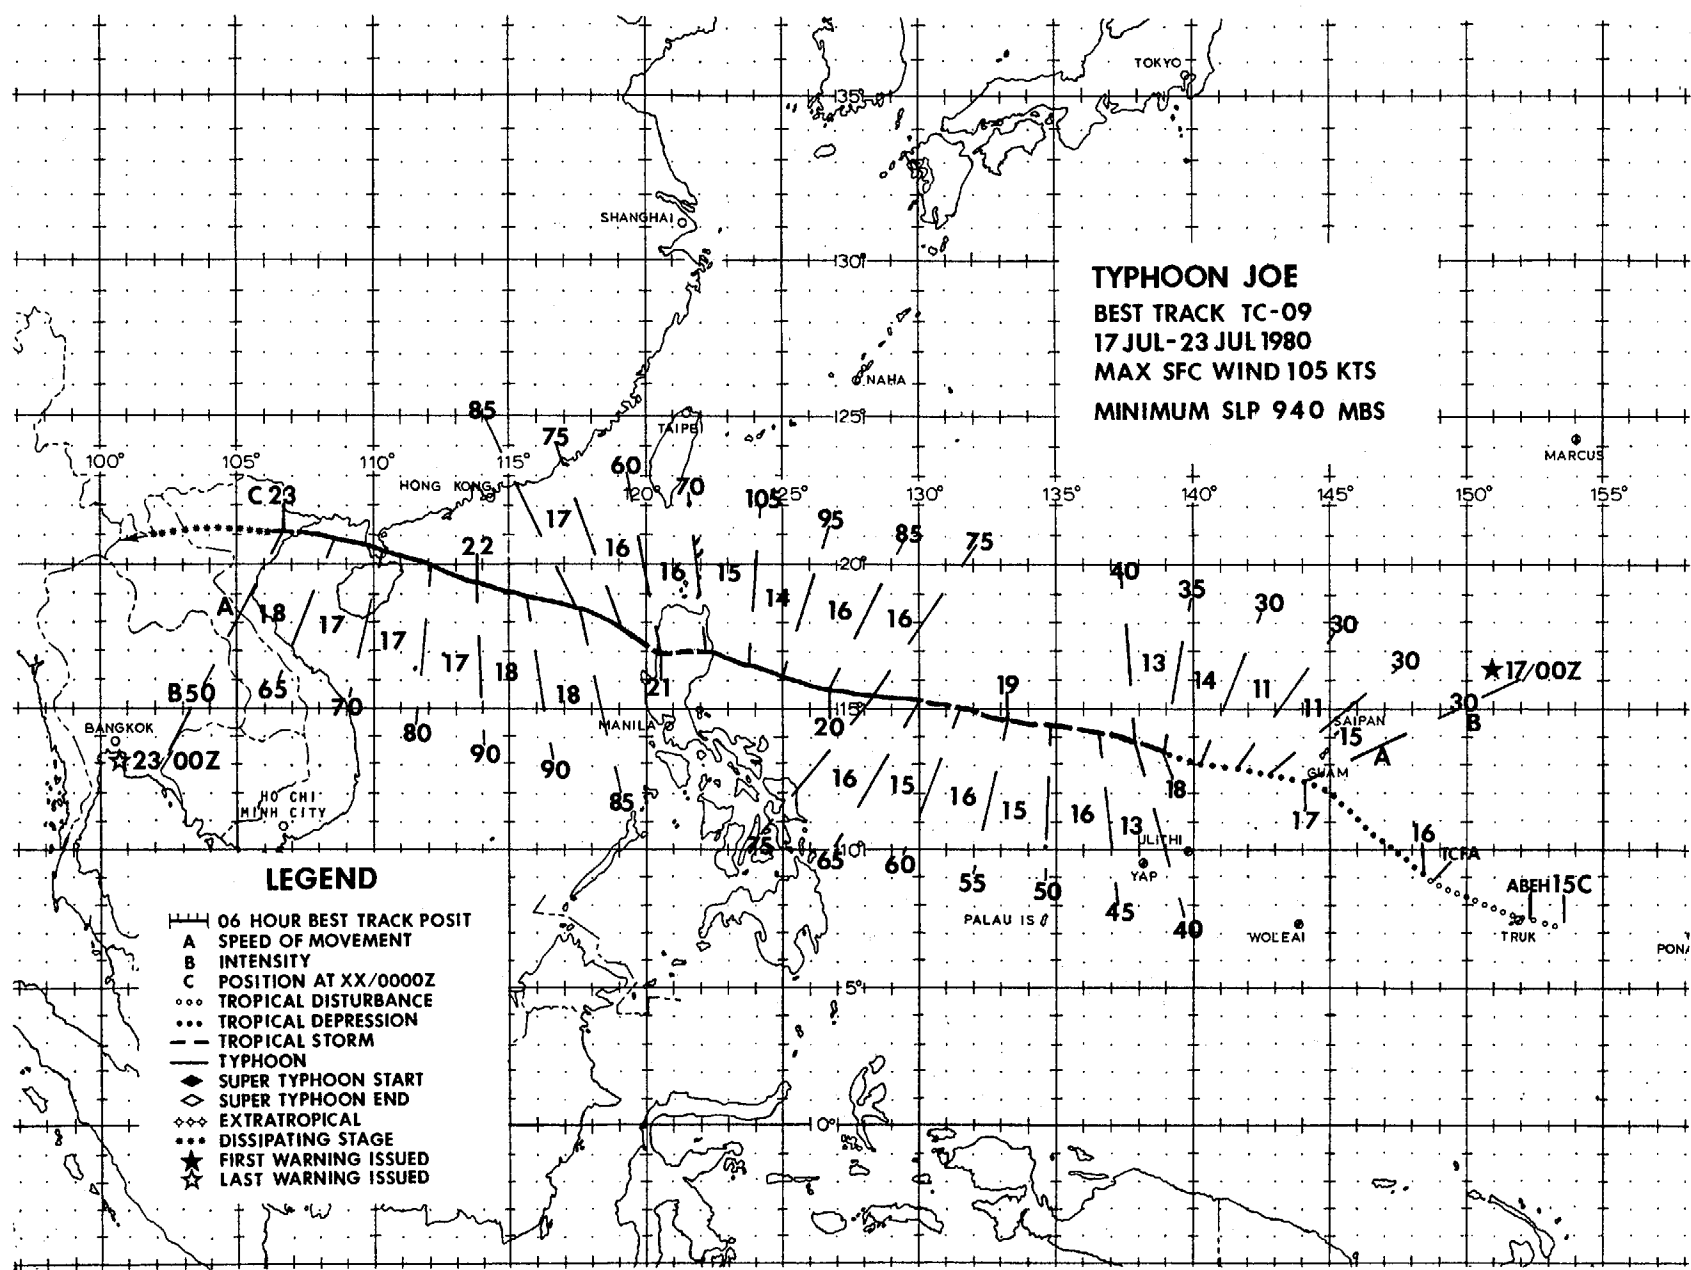 TOKYO
35°
SHANGHAI
30°
TYPHOON JOE
BEST TRACK TC-09
17 JUL-23 JUL 1980
MAX SFC WIND 105 KTS
MINIMUM SLP 940 MBS
NAHA
85
25°
TAIPEI
75
MARCUS
100° 105° 110° 115° 120° 125° 130° 135° 140° 145° 150° 155°
60
HONG KONG
70
105
C 23
17
95
85
75
22
16
20°
16
15
40
35
14
30
A
18
17
16
16
30
17
17
18
13
30
★17/00Z
B50
65
18
21
14
11
19
30
70
11
B
MANILA
20
15°
SAIPAN
15
A
BANGKOK
80
23/00Z
90
90
GUAM
16
15
16
18
HO CHI
MINH CITY
85
15
16
13
17
16
ULITHI
TCFA
75
10°
65
60
YAP
55
50
ABEH 15C
45
PALAU IS
40
WOLEAI
TRUK
PONA
5°
0°
LEGEND
06 HOUR BEST TRACK POSIT
A SPEED OF MOVEMENT
B INTENSITY
C POSITION AT XX/0000Z
TROPICAL DISTURBANCE
TROPICAL DEPRESSION
TROPICAL STORM
TYPHOON
SUPER TYPHOON START
SUPER TYPHOON END
EXTRATROPICAL
DISSIPATING STAGE
FIRST WARNING ISSUED
LAST WARNING ISSUED